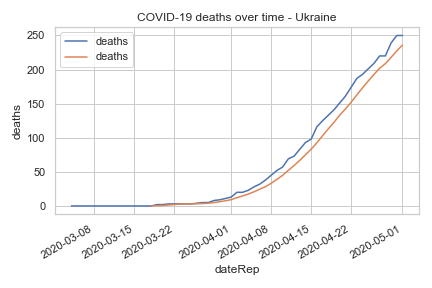 COVID-19 deaths over time - Ukraine
deaths
deaths
250
200
150
100
50
0
deaths
2020-03-08
2020-03-15
2020-03-22
2020-04-01
2020-04-08
2020-04-15
2020-04-22
2020-05-01
dateRep